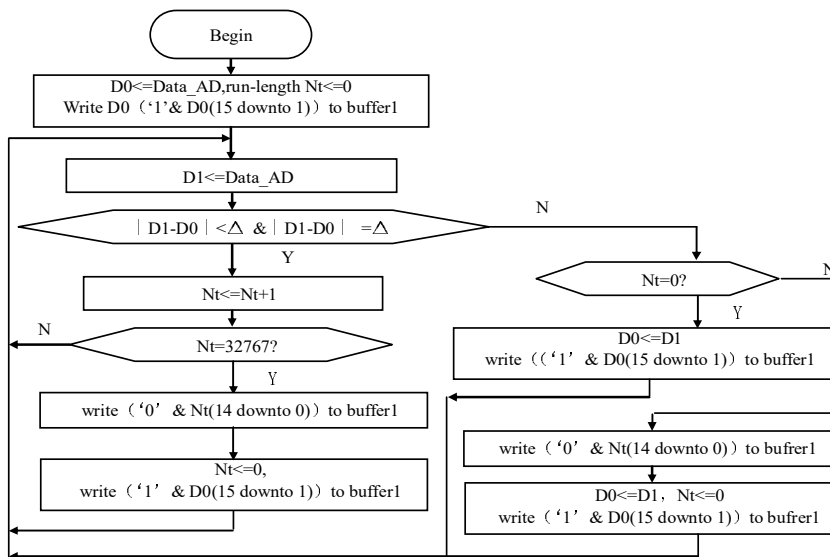 Begin
D0<=Data_AD,run-length Nt<=0
Write D0（‘1’& D0(15 downto 1)）to buffer1
D1<=Data_AD
｜D1-D0｜<△ &｜D1-D0｜ =△
N
Y
Nt<=Nt+1
Nt=0?
N
Y
N
Nt=32767?
Y
D0<=D1
write（(‘1’ & D0(15 downto 1)）to buffer1
write（‘0’ & Nt(14 downto 0)）to buffer1
write（‘0’ & Nt(14 downto 0)）to bufrer1
Nt<=0,
write（‘1’ & D0(15 downto 1)）to buffer1
D0<=D1，Nt<=0
write（‘1’ & D0(15 downto 1)）to bufrer1